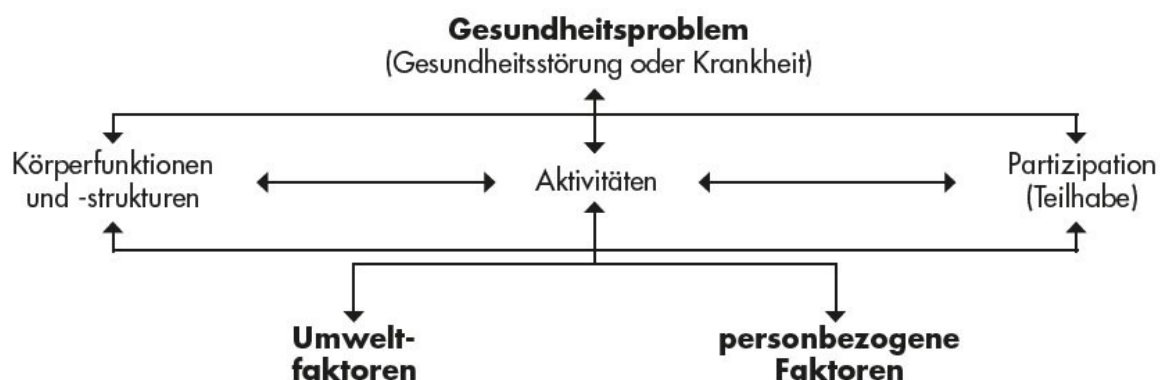 Gesundheitsproblem
(Gesundheitsstörung oder Krankheit)
Körperfunktionen
und -strukturen
Aktivitäten
Partizipation
(Teilhabe)
Umwelt-
faktoren
personbezogene
Faktoren